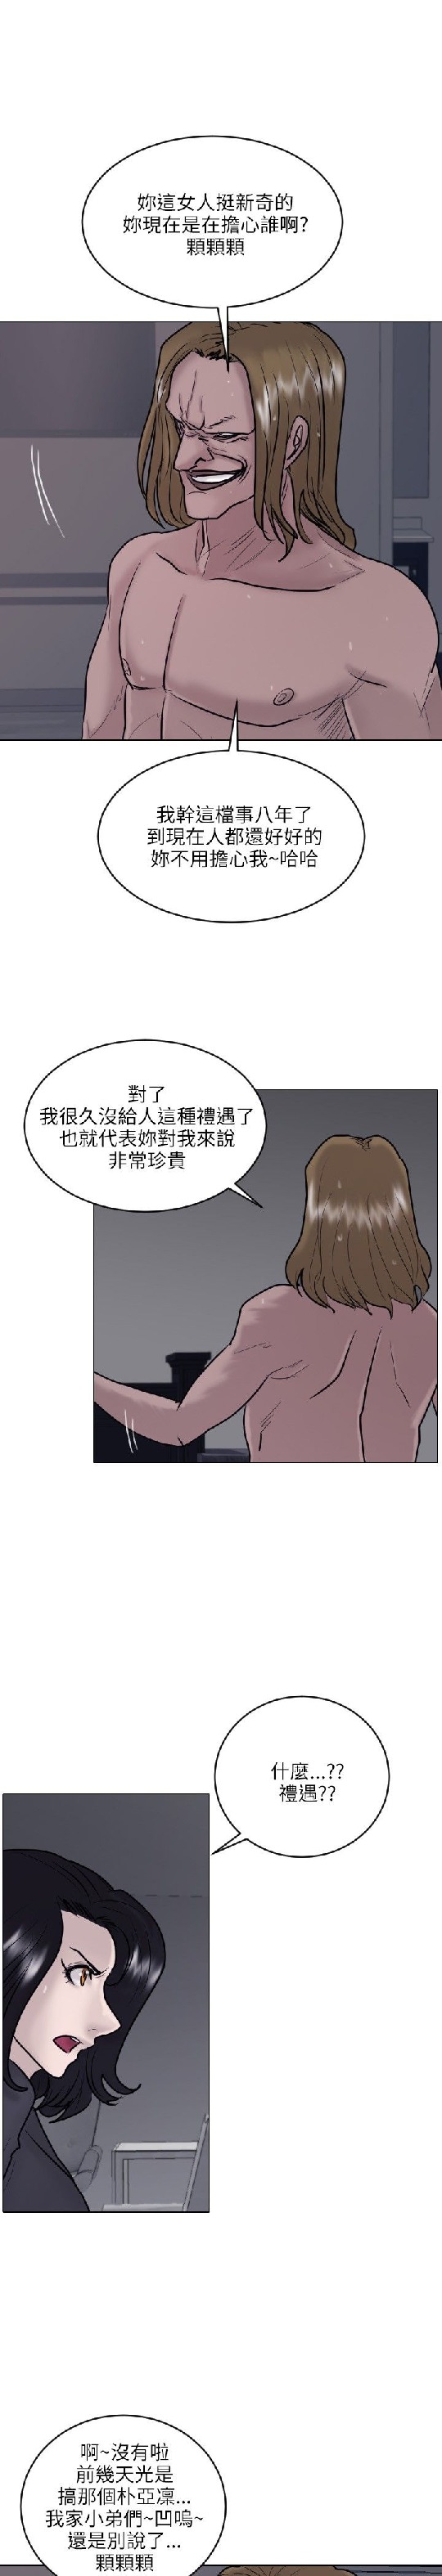 妳這女人挺新奇的
妳現在是在擔心誰啊?
顆顆顆
我幹這檔事八年了
到現在人都還好好的
妳不用擔心我~哈哈
對了
我很久沒給人這種禮遇了
也就代表妳對我來說
非常珍貴
什麼...??
禮遇??
啊~沒有啦
前幾天光是
搞那個朴亞凜...
我家小弟們~凹嗚~
還是別說了...
顆顆顆